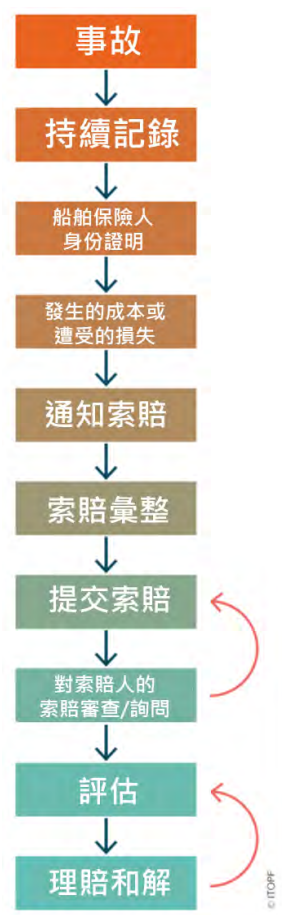 事故
持續記錄
船舶保險人
身份證明
發生的成本或
遭受的損失
通知索賠
索賠彙整
提交索賠
對索賠人的
索賠審查/詢問
評估
理賠和解
© ITOPF